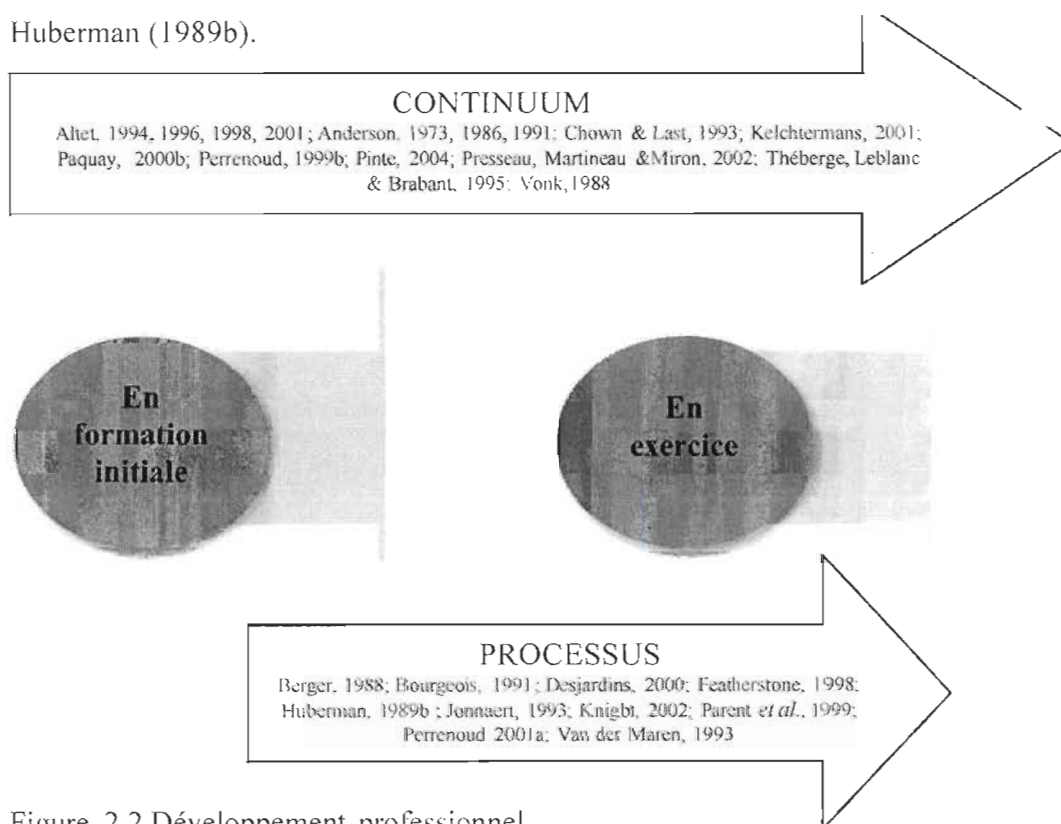 Huberman (1989b).
CONTINUUM
Altet, 1994, 1996, 1998, 2001; Anderson, 1973, 1986, 1991; Chown & Last, 1993; Kelchtermans, 2001;
Paquay, 2000b; Perrenoud, 1999b; Pinte, 2004; Presseau, Martineau &Miron, 2002; Théberge, Leblanc
& Brabant, 1995; Vonk, 1988
En
formation
initiale
En
exercice
PROCESSUS
Berger, 1988; Bourgeois, 1991; Desjardins, 2000; Featherstone, 1998;
Huberman, 1989b ; Jonnaert, 1993; Knight, 2002; Parent et al., 1999;
Perrenoud 2001a; Van der Maren, 1993
Figure 2.2 Développement professionnel